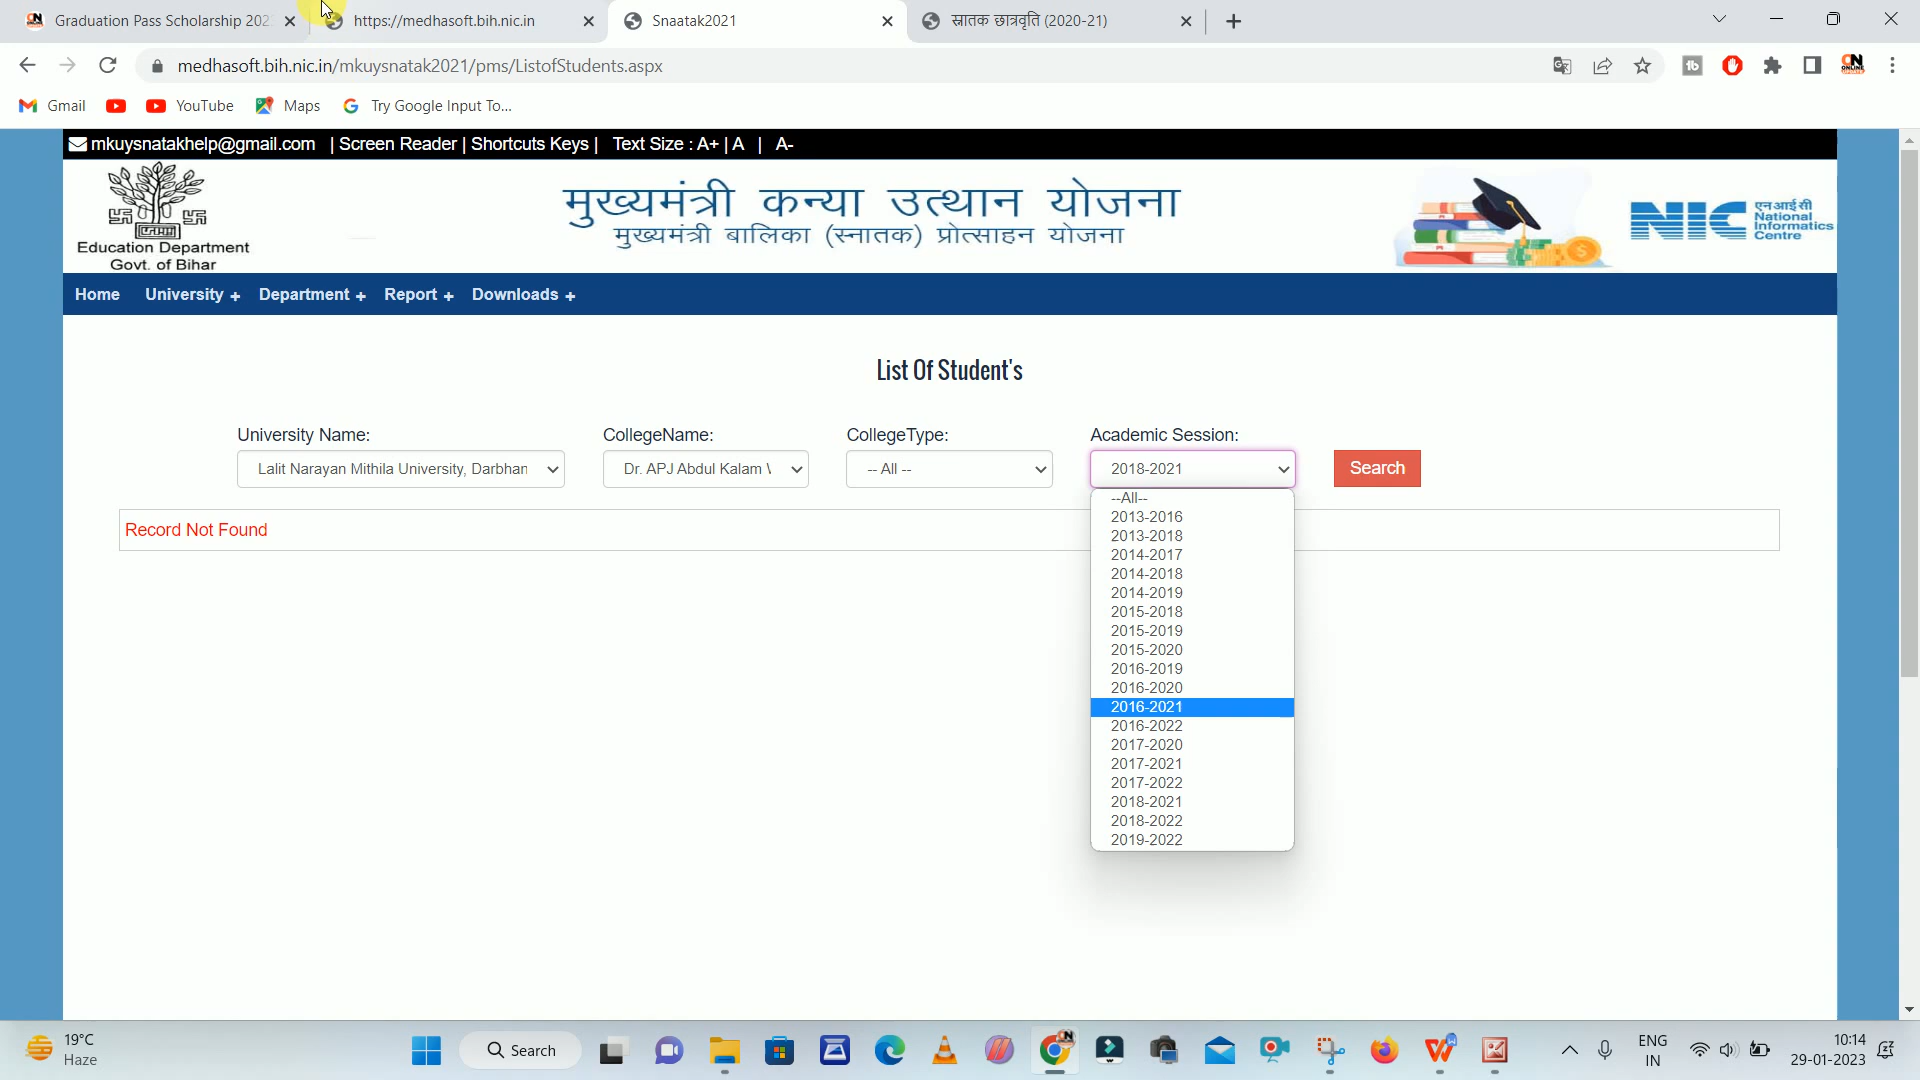 Graduation Pass Scholarship 202
https://medhasoft.bih.nic.in
Snaatak2021
स्नातक छात्रवृति (2020-21)
medhasoft.bih.nic.in/mkuysnatak2021/pms/ListofStudents.aspx
Gmail
YouTube
Maps
Try Google Input To...
mkuysnatakhelp@gmail.com | Screen Reader | Shortcuts Keys | Text Size : A+ | A | A-
मुख्यमंत्री कन्या उत्थान योजना
मुख्यमंत्री बालिका (स्नातक) प्रोत्साहन योजना
Education Department
Govt. of Bihar
NIC
एनआईसी
National
Informatics
Centre
Home University + Department + Report + Downloads +
List Of Student's
University Name: CollegeName: CollegeType: Academic Session:
Lalit Narayan Mithila University, Darbhan Dr. APJ Abdul Kalam -- All -- 2018-2021 Search
Record Not Found
--All--
2013-2016
2013-2018
2014-2017
2014-2018
2014-2019
2015-2018
2015-2019
2015-2020
2016-2019
2016-2020
2016-2021
2016-2022
2017-2020
2017-2021
2017-2022
2018-2021
2018-2022
2019-2022
19°C
Haze
Search
ENG
IN
10:14
29-01-2023